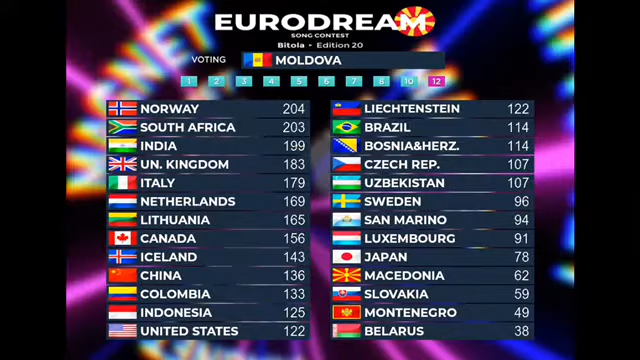 EURODREAM
SONG CONTEST
Bitola • Edition 20
VOTING MOLDOVA
1 2 3 4 5 6 7 8 10 12
NORWAY 204
SOUTH AFRICA 203
INDIA 199
UN. KINGDOM 183
ITALY 179
NETHERLANDS 169
LITHUANIA 165
CANADA 156
ICELAND 143
CHINA 136
COLOMBIA 133
INDONESIA 125
UNITED STATES 122
LIECHTENSTEIN 122
BRAZIL 114
BOSNIA&HERZ. 114
CZECH REP. 107
UZBEKISTAN 107
SWEDEN 96
SAN MARINO 94
LUXEMBOURG 91
JAPAN 78
MACEDONIA 62
SLOVAKIA 59
MONTENEGRO 49
BELARUS 38